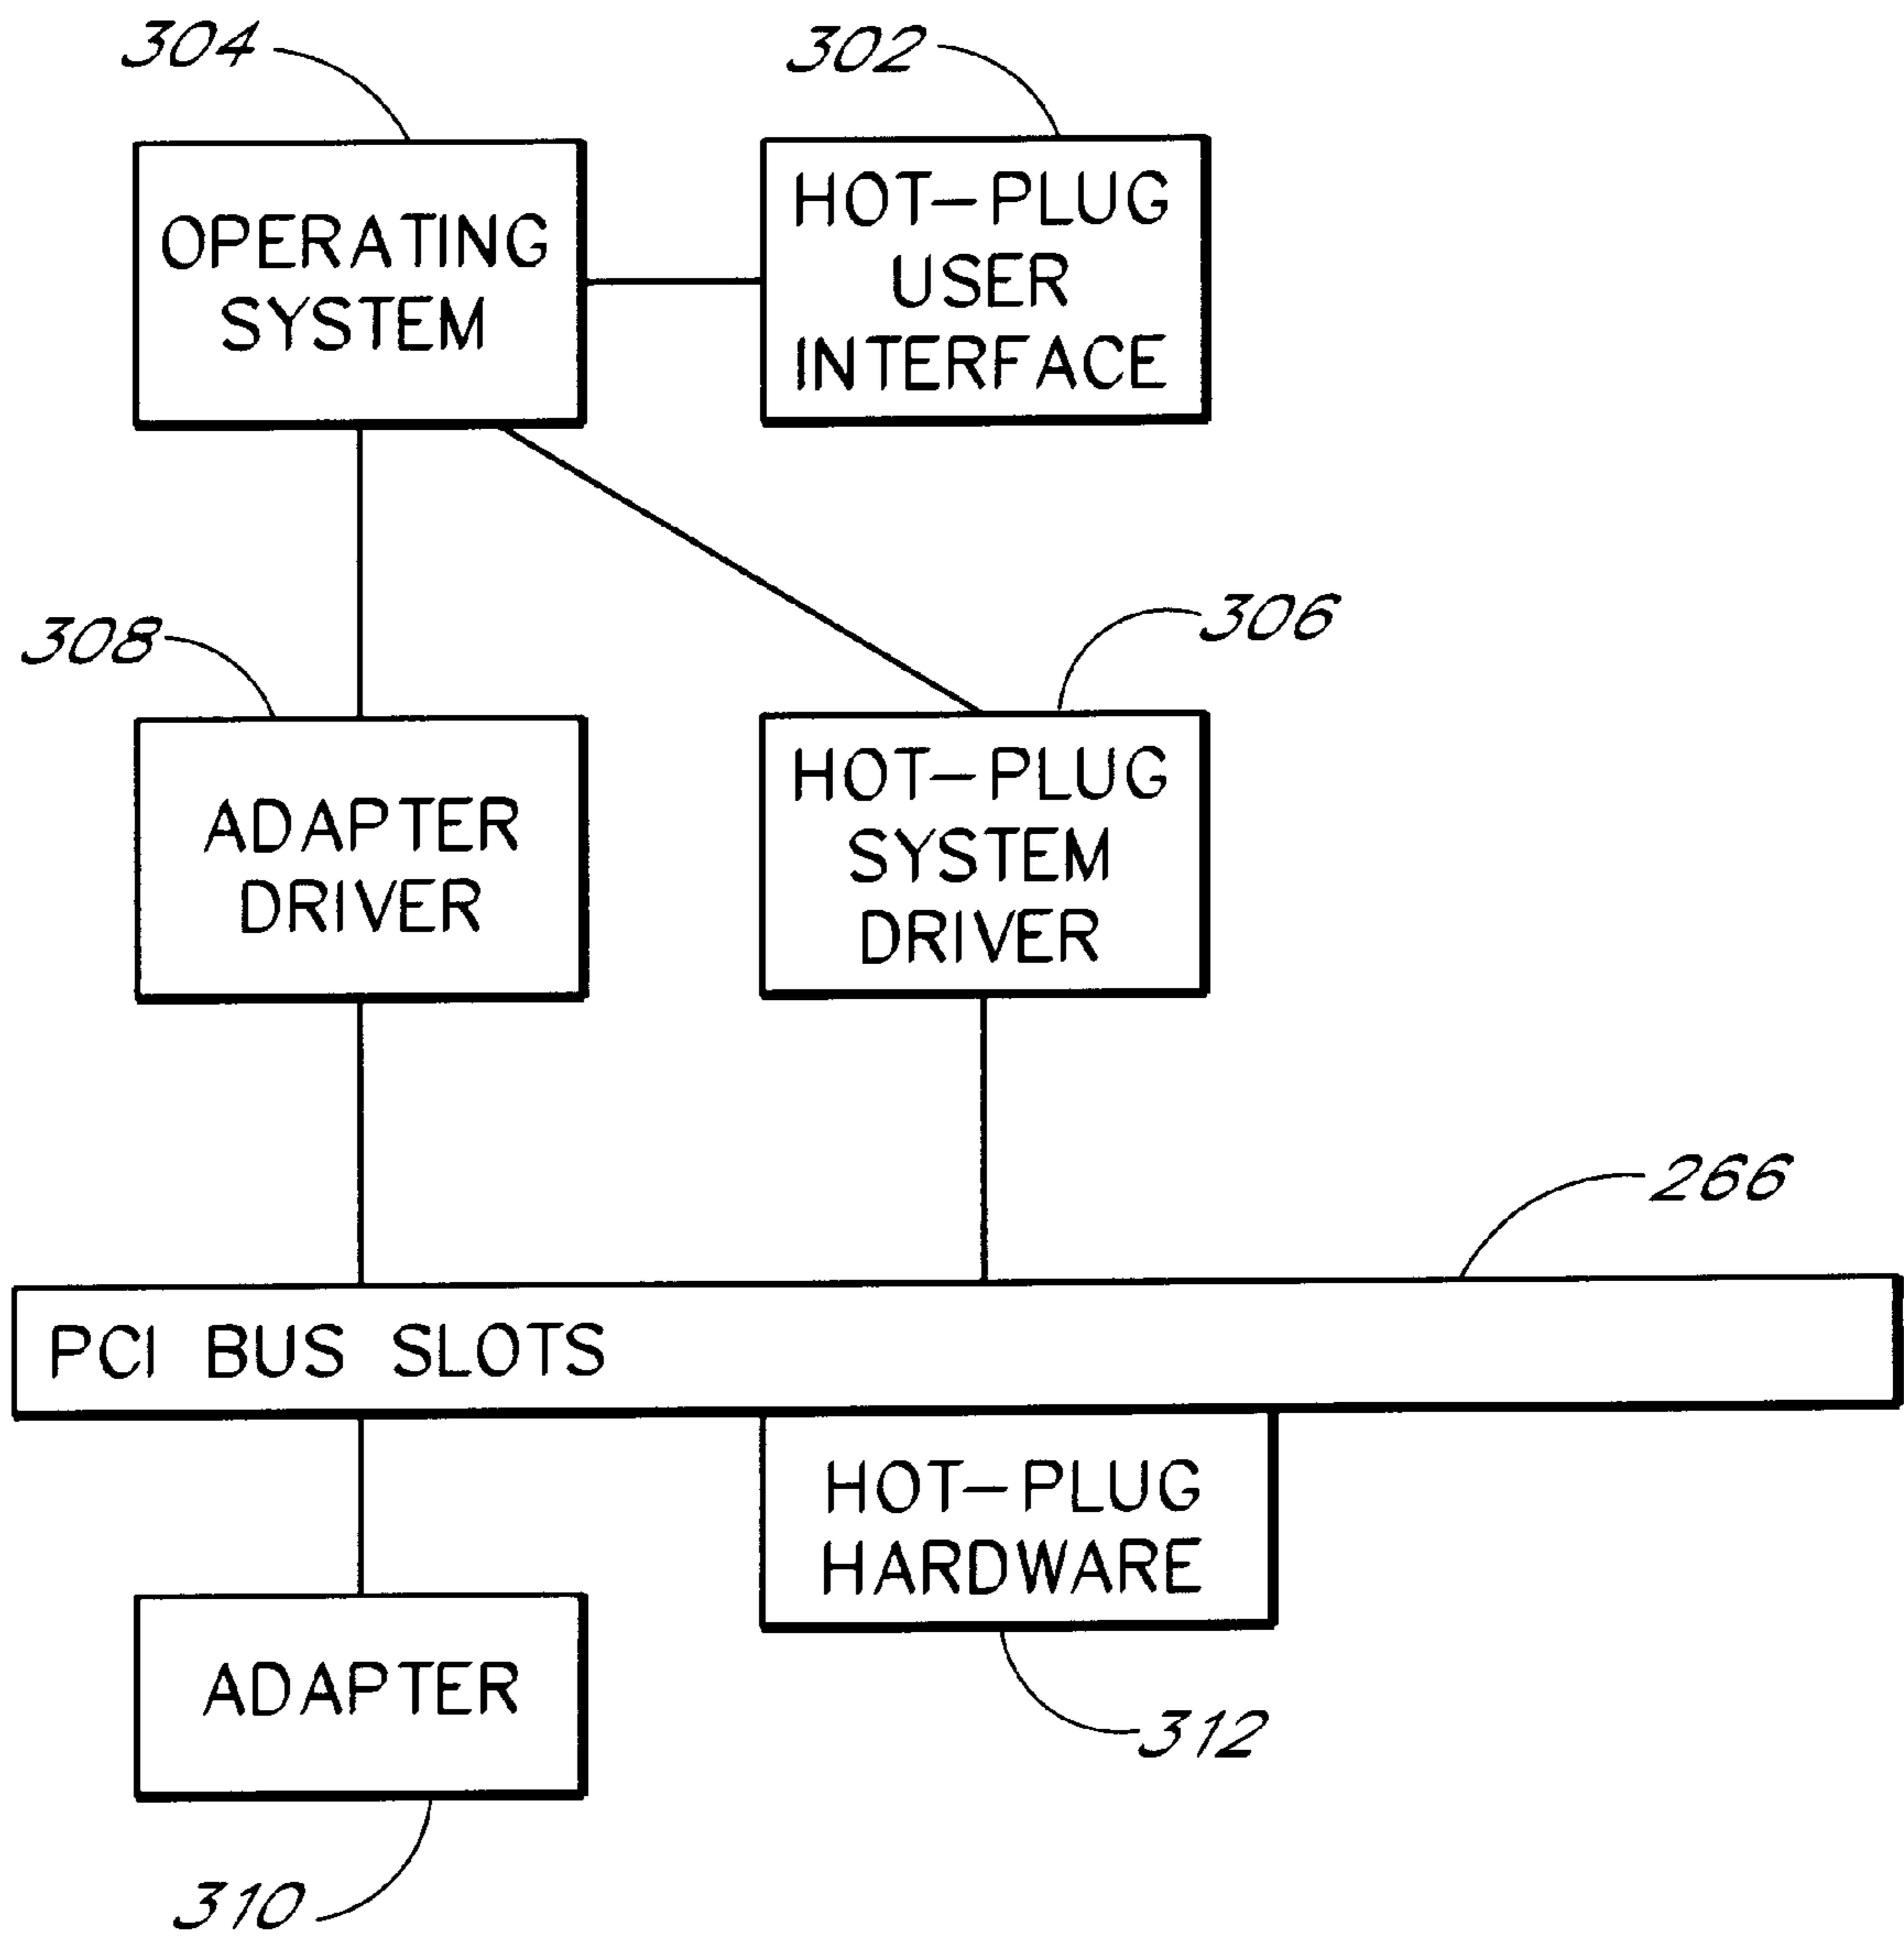 304
302
OPERATING
SYSTEM
HOT-PLUG
USER
INTERFACE
308
306
ADAPTER
DRIVER
HOT-PLUG
SYSTEM
DRIVER
266
PCI BUS SLOTS
HOT-PLUG
HARDWARE
ADAPTER
312
310